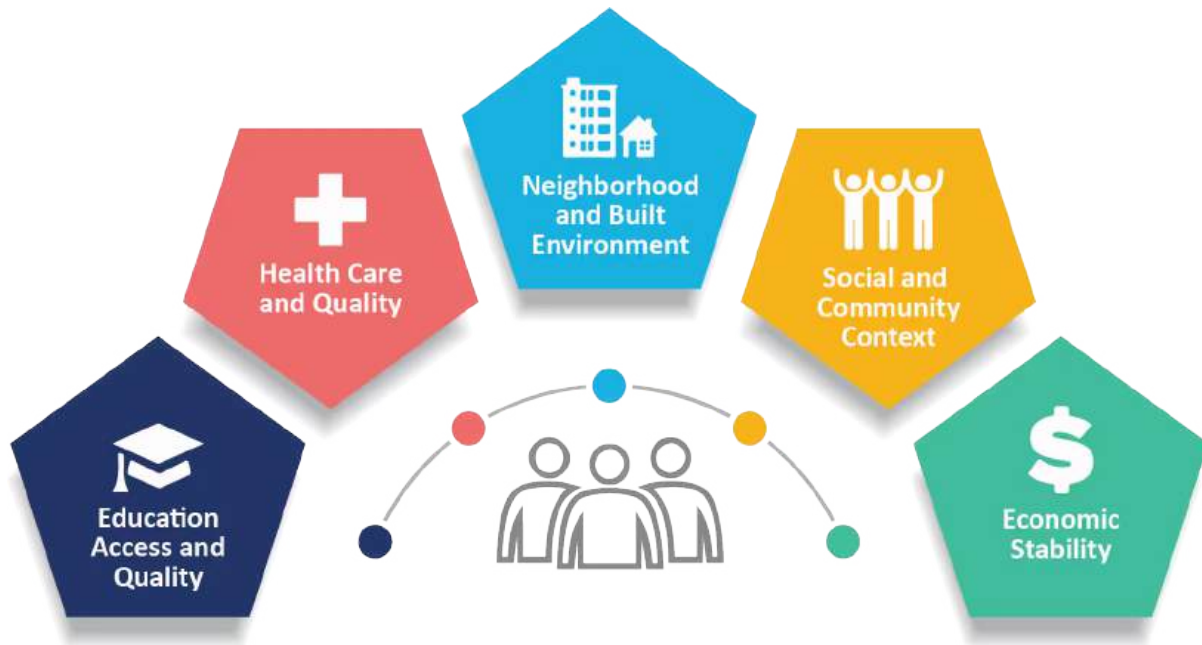 Education
Access and
Quality
Health Care
and Quality
Neighborhood
and Built
Environment
Social and
Community
Context
$
Economic
Stability